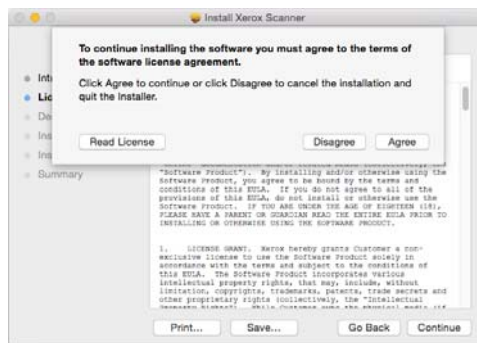 Install Xerox Scanner
To continue installing the software you must agree to the terms of
the software license agreement.
Click Agree to continue or click Disagree to cancel the installation and
quit the Installer.
Read License
Disagree
Agree
Int
Lic
De
Ins
Ins
Summary
"Software Product"). By installing and/or otherwise using the
Software Product, you agree to be bound by the terms and
conditions of this EULA. If you do not agree to all of the
provisions of this EULA, do not install or otherwise use the
Software Product. IF YOU ARE UNDER THE AGE OF EIGHTEEN (18),
PLEASE HAVE A PARENT OR GUARDIAN READ THE ENTIRE EULA PRIOR TO
INSTALLING OR OTHERWISE USING THE SOFTWARE PRODUCT.
1. LICENSE GRANT. Xerox hereby grants Customer a non-
exclusive license to use the Software Product solely in
accordance with the terms and subject to the conditions of
this EULA. The Software Product incorporates various
intellectual property rights, that may, include, without
limitation, copyrights, trademarks, patents, trade secrets and
other proprietary rights (collectively, the "Intellectual
Print...
Save...
Go Back
Continue